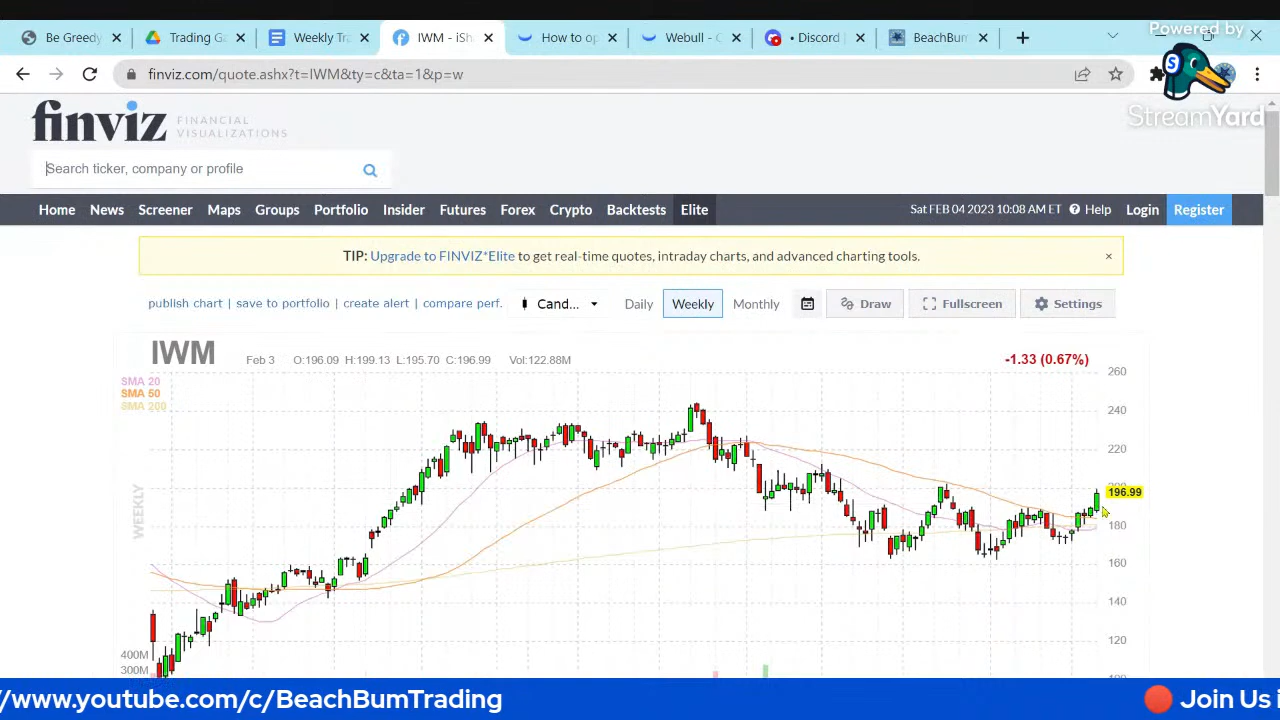 Powered by
StreamYard
Be Greedy
Trading Ga
Weekly Tra
IWM - iSha
How to op
Webull - C
• Discord |
BeachBum
finviz.com/quote.ashx?t=IWM&ty=c&ta=1&p=w
finviz FINANCIAL VISUALIZATIONS
Search ticker, company or profile
Home News Screener Maps Groups Portfolio Insider Futures Forex Crypto Backtests Elite
Sat FEB 04 2023 10:08 AM ET Help Login Register
TIP: Upgrade to FINVIZ*Elite to get real-time quotes, intraday charts, and advanced charting tools. ×
publish chart | save to portfolio | create alert | compare perf.
Cand...
Daily Weekly Monthly
Draw Fullscreen Settings
IWM Feb 3 O:196.09 H:199.13 L:195.70 C:196.99 Vol:122.88M -1.33 (0.67%)
SMA 20
SMA 50
SMA 200
WEEKLY
260
240
220
196.99
180
160
140
120
400M
300M
//www.youtube.com/c/BeachBumTrading
Join Us i